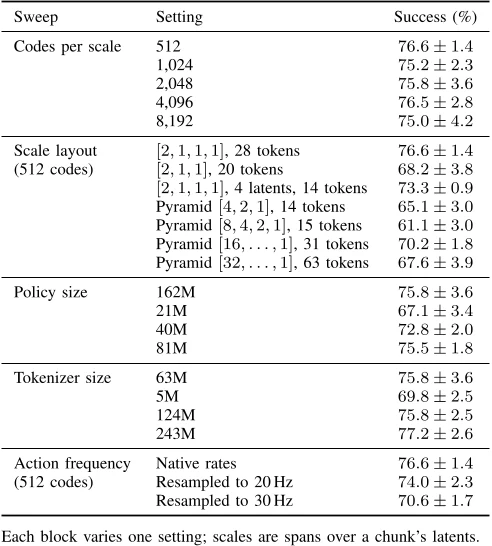 Sweep Setting Success (%)
Codes per scale 512 76.6 ± 1.4
1,024 75.2 ± 2.3
2,048 75.8 ± 3.6
4,096 76.5 ± 2.8
8,192 75.0 ± 4.2
Scale layout [2, 1, 1, 1], 28 tokens 76.6 ± 1.4
(512 codes) [2, 1, 1], 20 tokens 68.2 ± 3.8
[2, 1, 1, 1], 4 latents, 14 tokens 73.3 ± 0.9
Pyramid [4, 2, 1], 14 tokens 65.1 ± 3.0
Pyramid [8, 4, 2, 1], 15 tokens 61.1 ± 3.0
Pyramid [16, . . . , 1], 31 tokens 70.2 ± 1.8
Pyramid [32, . . . , 1], 63 tokens 67.6 ± 3.9
Policy size 162M 75.8 ± 3.6
21M 67.1 ± 3.4
40M 72.8 ± 2.0
81M 75.5 ± 1.8
Tokenizer size 63M 75.8 ± 3.6
5M 69.8 ± 2.5
124M 75.8 ± 2.5
243M 77.2 ± 2.6
Action frequency Native rates 76.6 ± 1.4
(512 codes) Resampled to 20 Hz 74.0 ± 2.3
Resampled to 30 Hz 70.6 ± 1.7
Each block varies one setting; scales are spans over a chunk's latents.